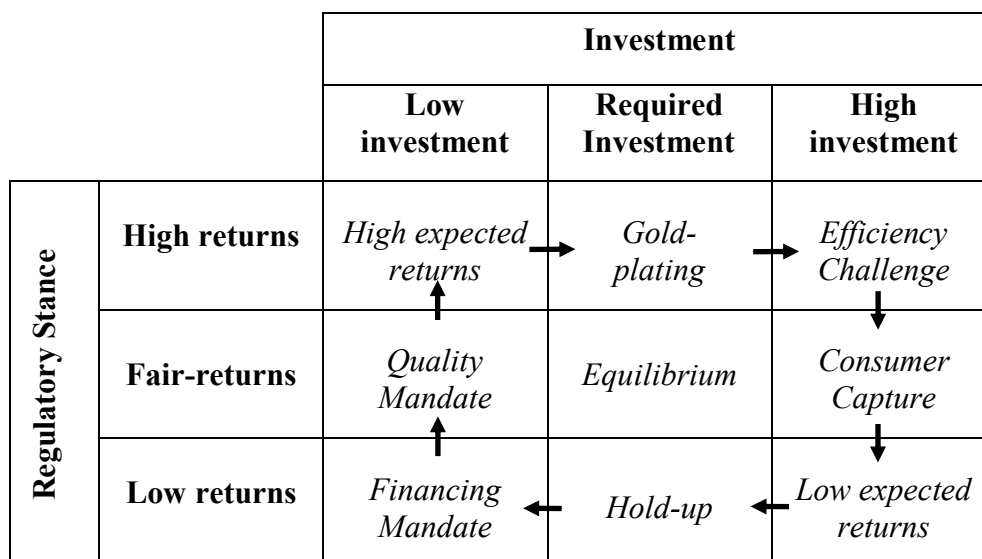 Investment
Low
investment
Required
Investment
High
investment
Regulatory Stance
High returns
High expected
returns
Gold-
plating
Efficiency
Challenge
Fair-returns
Quality
Mandate
Equilibrium
Consumer
Capture
Low returns
Financing
Mandate
Hold-up
Low expected
returns